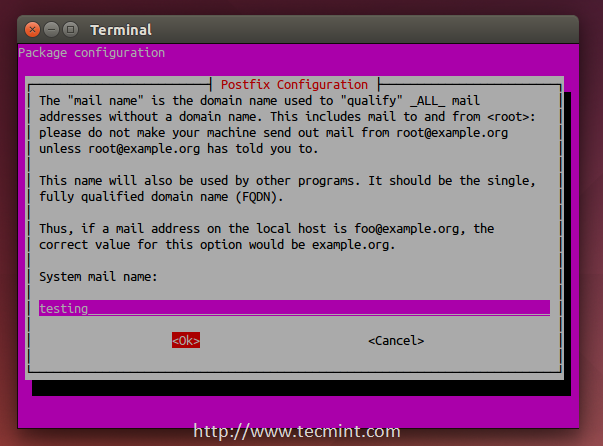 Terminal
Package configuration
Postfix Configuration
The "mail name" is the domain name used to "qualify" _ALL_ mail
addresses without a domain name. This includes mail to and from <root>:
please do not make your machine send out mail from root@example.org
unless root@example.org has told you to.
This name will also be used by other programs. It should be the single,
fully qualified domain name (FQDN).
Thus, if a mail address on the local host is foo@example.org, the
correct value for this option would be example.org.
System mail name:
testing
<Ok> <Cancel>
http://www.tecmint.com